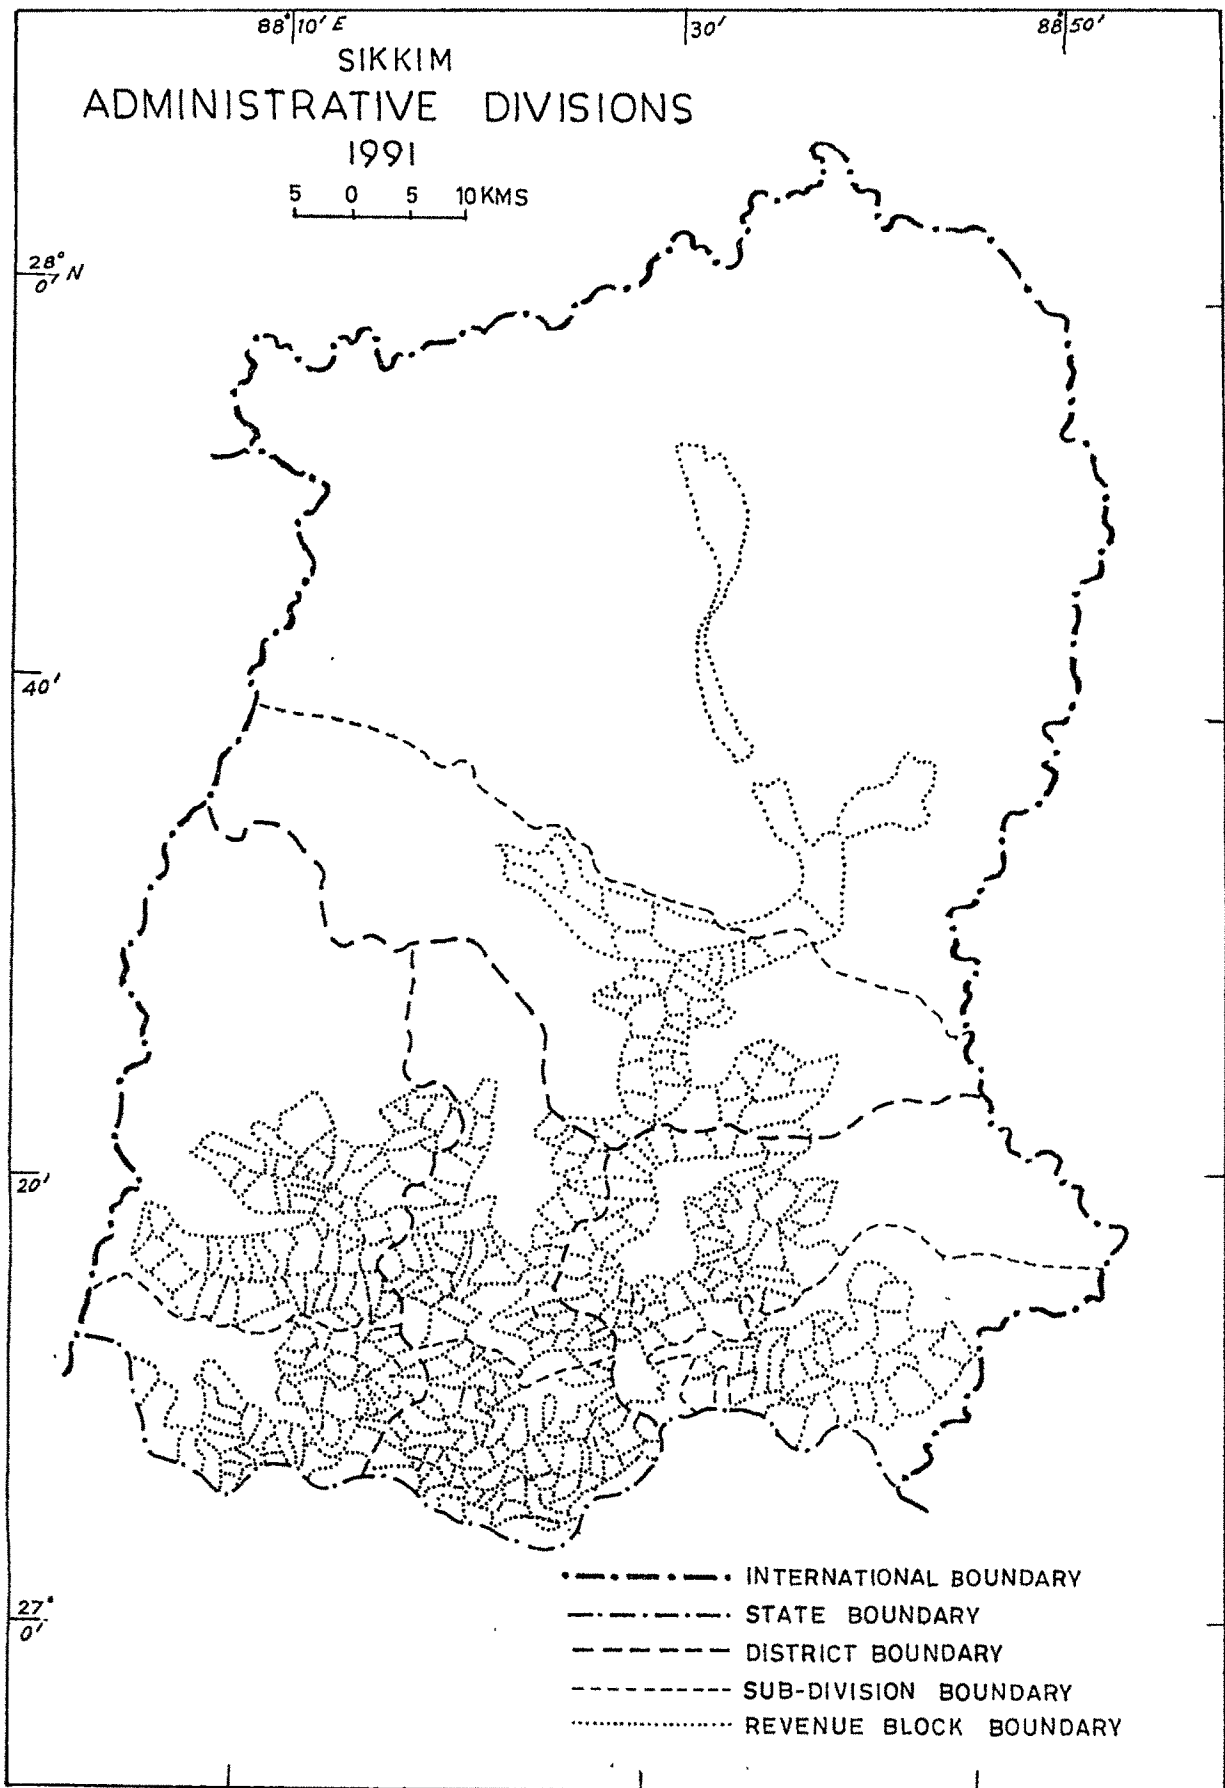 88°10' E
30'
88°50'
SIKKIM
ADMINISTRATIVE DIVISIONS
1991
5 0 5 10 KMS
28°
0' N
40'
20'
27°
0'
INTERNATIONAL BOUNDARY
STATE BOUNDARY
DISTRICT BOUNDARY
SUB-DIVISION BOUNDARY
REVENUE BLOCK BOUNDARY